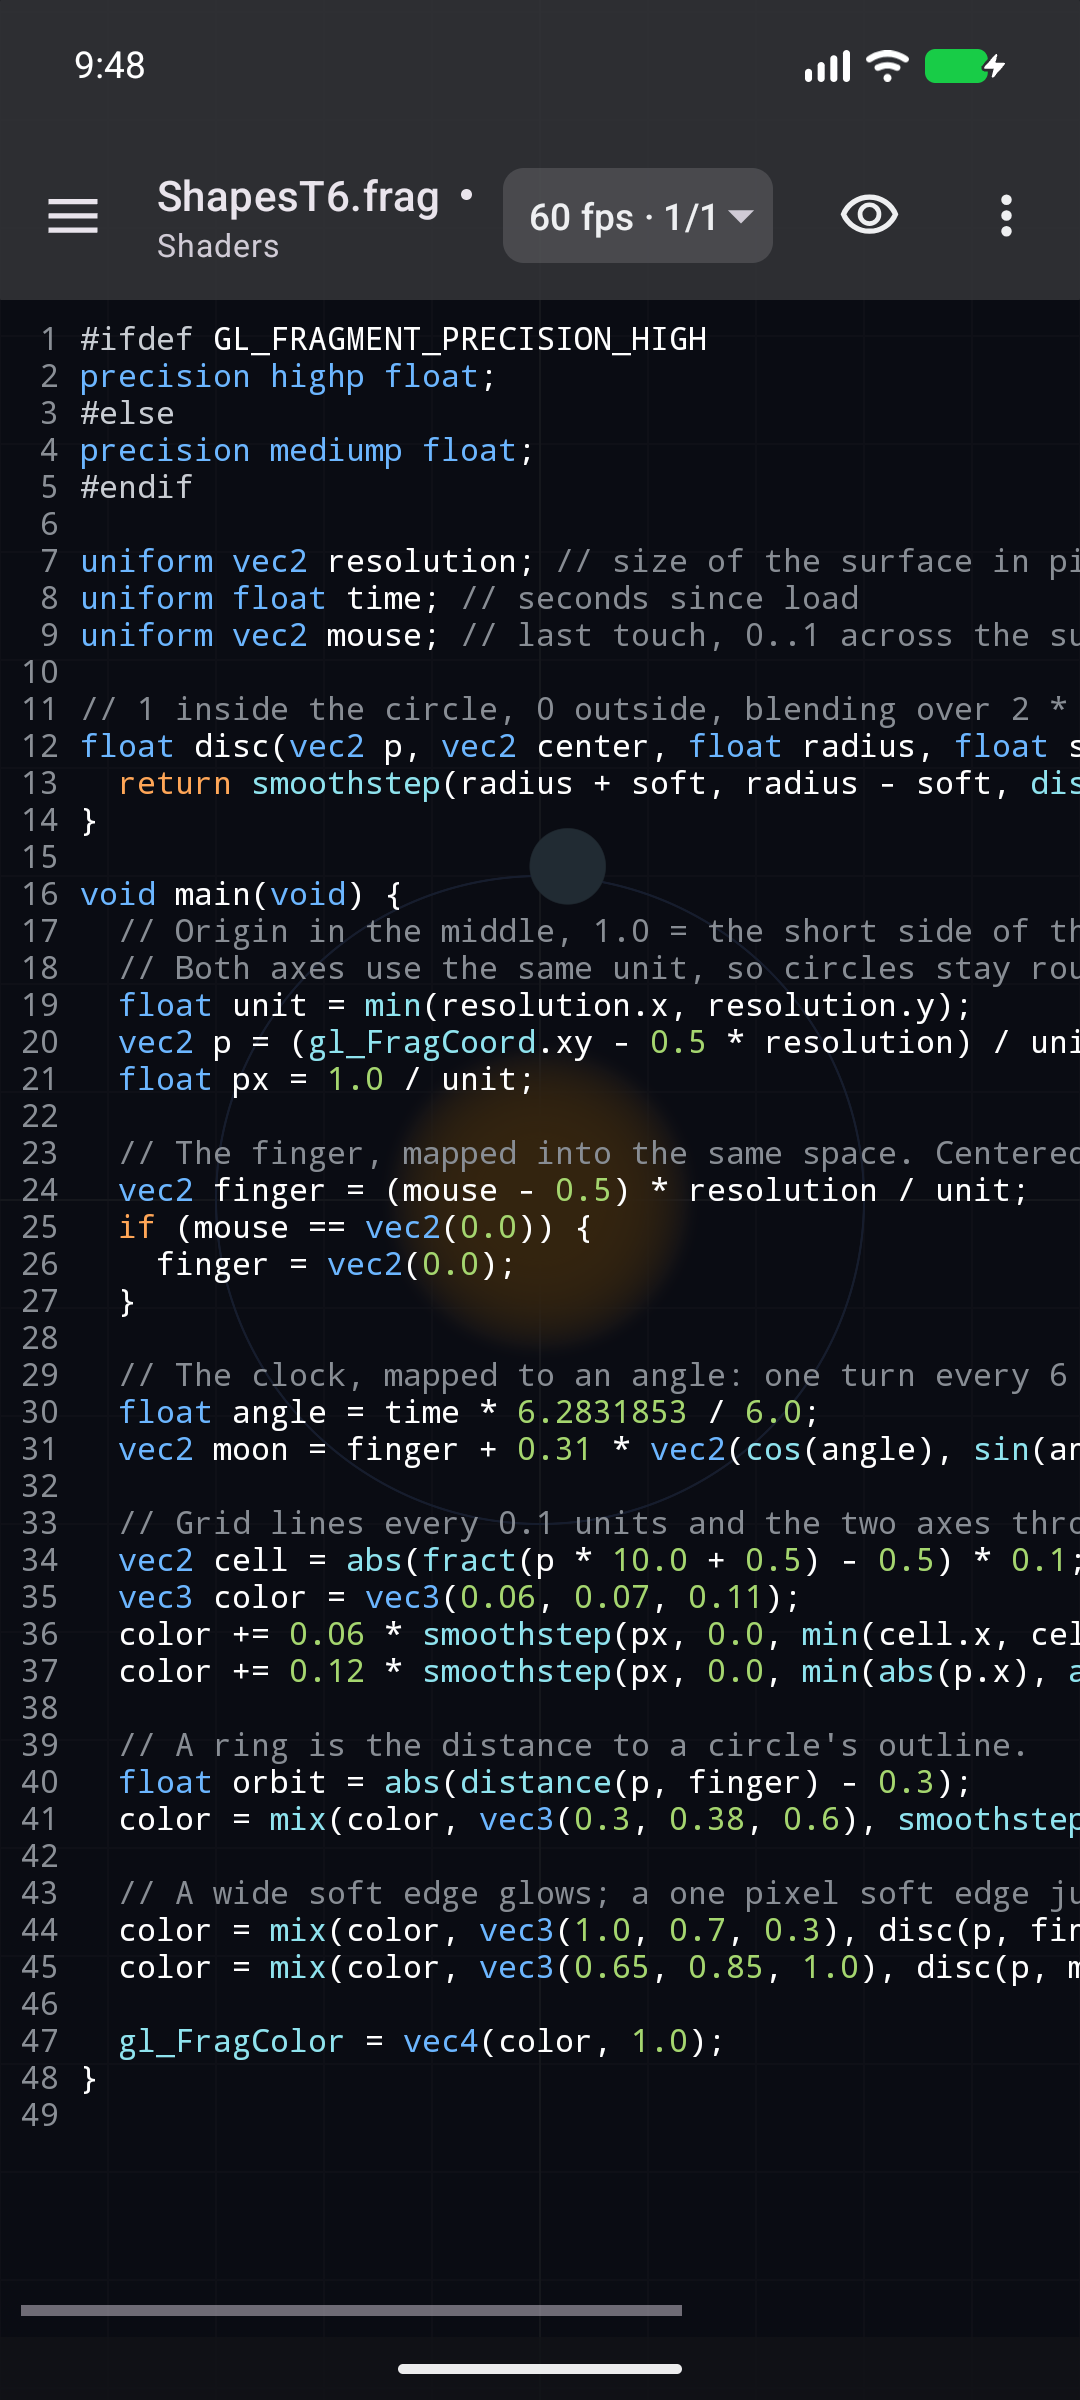 9:48
ShapesT6.frag •
Shaders
60 fps · 1/1
1 #ifdef GL_FRAGMENT_PRECISION_HIGH
2 precision highp float;
3 #else
4 precision mediump float;
5 #endif
6
7 uniform vec2 resolution; // size of the surface in pi
8 uniform float time; // seconds since load
9 uniform vec2 mouse; // last touch, 0..1 across the su
10
11 // 1 inside the circle, 0 outside, blending over 2 *
12 float disc(vec2 p, vec2 center, float radius, float s
13   return smoothstep(radius + soft, radius - soft, dis
14 }
15
16 void main(void) {
17   // Origin in the middle, 1.0 = the short side of th
18   // Both axes use the same unit, so circles stay rou
19   float unit = min(resolution.x, resolution.y);
20   vec2 p = (gl_FragCoord.xy - 0.5 * resolution) / uni
21   float px = 1.0 / unit;
22
23   // The finger, mapped into the same space. Centered
24   vec2 finger = (mouse - 0.5) * resolution / unit;
25   if (mouse == vec2(0.0)) {
26     finger = vec2(0.0);
27   }
28
29   // The clock, mapped to an angle: one turn every 6
30   float angle = time * 6.2831853 / 6.0;
31   vec2 moon = finger + 0.31 * vec2(cos(angle), sin(an
32
33   // Grid lines every 0.1 units and the two axes thro
34   vec2 cell = abs(fract(p * 10.0 + 0.5) - 0.5) * 0.1;
35   vec3 color = vec3(0.06, 0.07, 0.11);
36   color += 0.06 * smoothstep(px, 0.0, min(cell.x, cel
37   color += 0.12 * smoothstep(px, 0.0, min(abs(p.x), a
38
39   // A ring is the distance to a circle's outline.
40   float orbit = abs(distance(p, finger) - 0.3);
41   color = mix(color, vec3(0.3, 0.38, 0.6), smoothstep
42
43   // A wide soft edge glows; a one pixel soft edge ju
44   color = mix(color, vec3(1.0, 0.7, 0.3), disc(p, fin
45   color = mix(color, vec3(0.65, 0.85, 1.0), disc(p, m
46
47   gl_FragColor = vec4(color, 1.0);
48 }
49